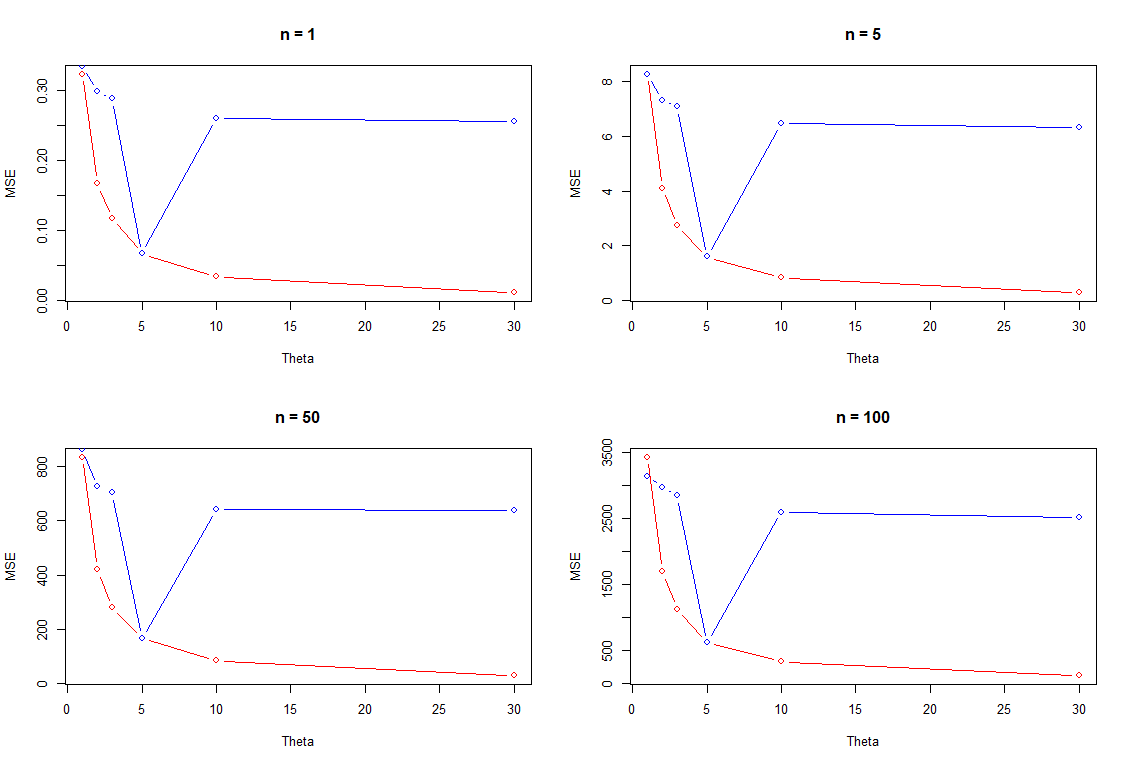 n = 1
MSE
0.00 0.10 0.20 0.30
0 5 10 15 20 25 30
Theta
n = 5
MSE
0 2 4 6 8
0 5 10 15 20 25 30
Theta
n = 50
MSE
0 200 400 600 800
0 5 10 15 20 25 30
Theta
n = 100
MSE
0 500 1500 2500 3500
0 5 10 15 20 25 30
Theta